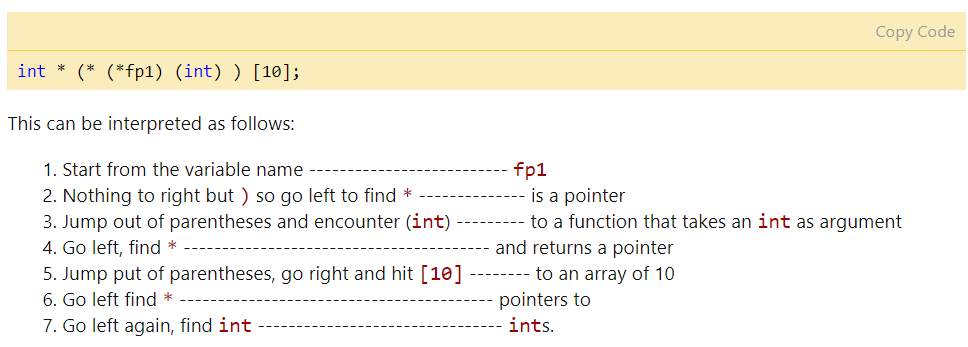 Copy Code
int * (* (*fp1) (int) ) [10];
This can be interpreted as follows:
1. Start from the variable name -------------------------- fp1
2. Nothing to right but ) so go left to find * -------------- is a pointer
3. Jump out of parentheses and encounter (int) --------- to a function that takes an int as argument
4. Go left, find * ---------------------------------------- and returns a pointer
5. Jump put of parentheses, go right and hit [10] -------- to an array of 10
6. Go left find * ----------------------------------------- pointers to
7. Go left again, find int -------------------------------- ints.